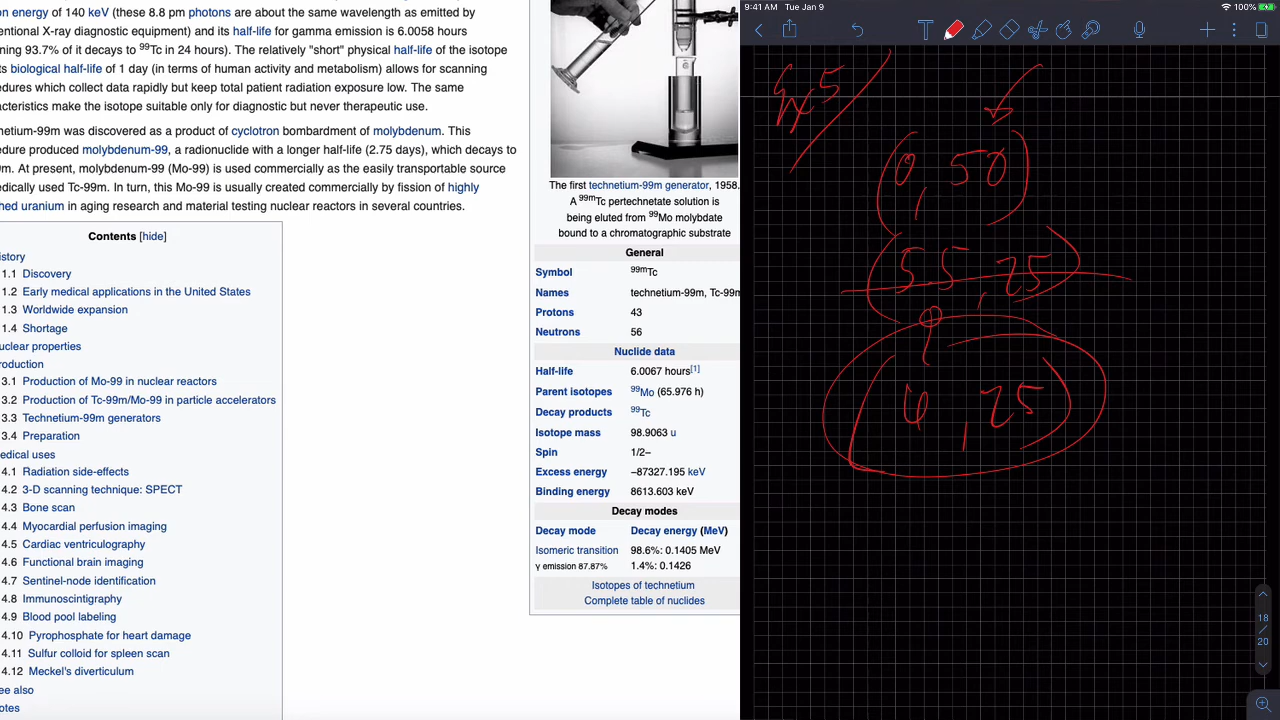 on energy of 140 keV (these 8.8 pm photons are about the same wavelength as emitted by
entional X-ray diagnostic equipment) and its half-life for gamma emission is 6.0058 hours
ning 93.7% of it decays to 99Tc in 24 hours). The relatively "short" physical half-life of the isotope
ts biological half-life of 1 day (in terms of human activity and metabolism) allows for scanning
edures which collect data rapidly but keep total patient radiation exposure low. The same
acteristics make the isotope suitable only for diagnostic but never therapeutic use.
netium-99m was discovered as a product of cyclotron bombardment of molybdenum. This
edure produced molybdenum-99, a radionuclide with a longer half-life (2.75 days), which decays to
9m. At present, molybdenum-99 (Mo-99) is used commercially as the easily transportable source
edically used Tc-99m. In turn, this Mo-99 is usually created commercially by fission of highly
hed uranium in aging research and material testing nuclear reactors in several countries.
Contents [hide]
istory
1.1 Discovery
1.2 Early medical applications in the United States
1.3 Worldwide expansion
1.4 Shortage
uclear properties
roduction
3.1 Production of Mo-99 in nuclear reactors
3.2 Production of Tc-99m/Mo-99 in particle accelerators
3.3 Technetium-99m generators
3.4 Preparation
edical uses
4.1 Radiation side-effects
4.2 3-D scanning technique: SPECT
4.3 Bone scan
4.4 Myocardial perfusion imaging
4.5 Cardiac ventriculography
4.6 Functional brain imaging
4.7 Sentinel-node identification
4.8 Immunoscintigraphy
4.9 Blood pool labeling
4.10 Pyrophosphate for heart damage
4.11 Sulfur colloid for spleen scan
4.12 Meckel's diverticulum
ee also
otes
The first technetium-99m generator, 1958.
A 99mTc pertechnetate solution is
being eluted from 99Mo molybdate
bound to a chromatographic substrate
General
Symbol 99mTc
Names technetium-99m, Tc-99m
Protons 43
Neutrons 56
Nuclide data
Half-life 6.0067 hours[1]
Parent isotopes 99Mo (65.976 h)
Decay products 99Tc
Isotope mass 98.9063 u
Spin 1/2−
Excess energy −87327.195 keV
Binding energy 8613.603 keV
Decay modes
Decay mode Decay energy (MeV)
Isomeric transition 98.6%: 0.1405 MeV
γ emission 87.87% 1.4%: 0.1426
Isotopes of technetium
Complete table of nuclides
9:41 AM Tue Jan 9
100%
Ex 5
(0, 50)
(5.5, 25)
(6, 25)
18
/
20